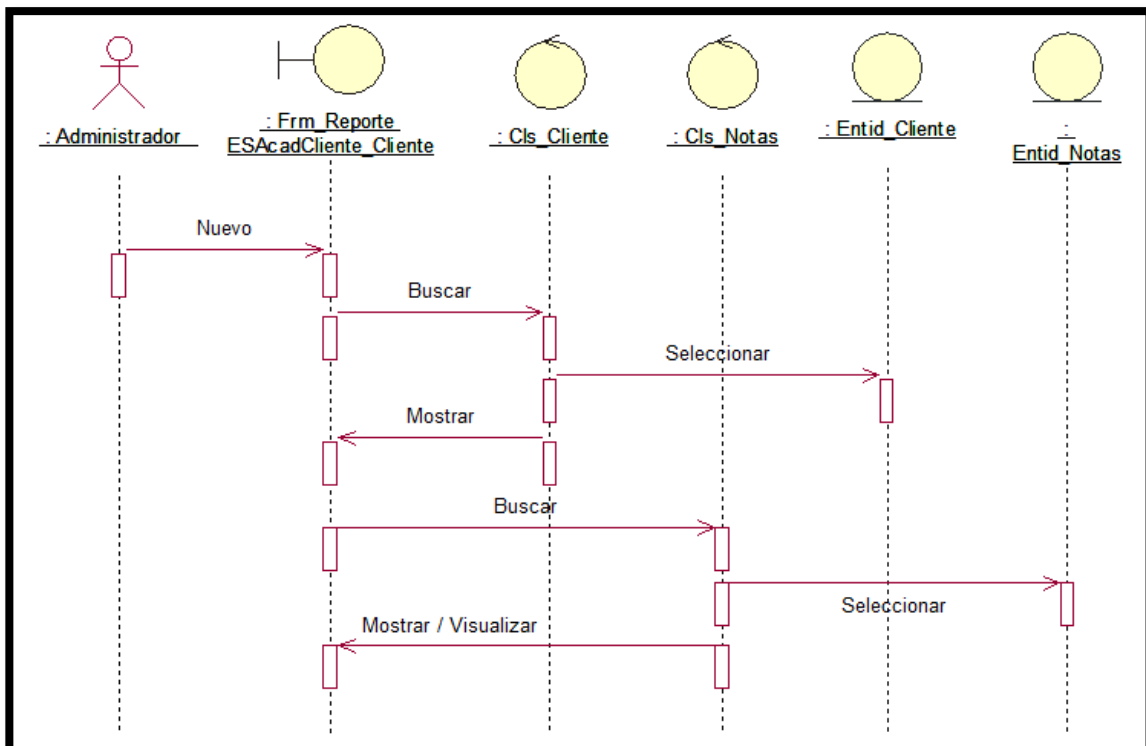 : Administrador
: Frm_Reporte
ESAcadCliente_Cliente
: Cls_Cliente
: Cls_Notas
: Entid_Cliente
:
Entid_Notas
Nuevo
Buscar
Seleccionar
Mostrar
Buscar
Seleccionar
Mostrar / Visualizar